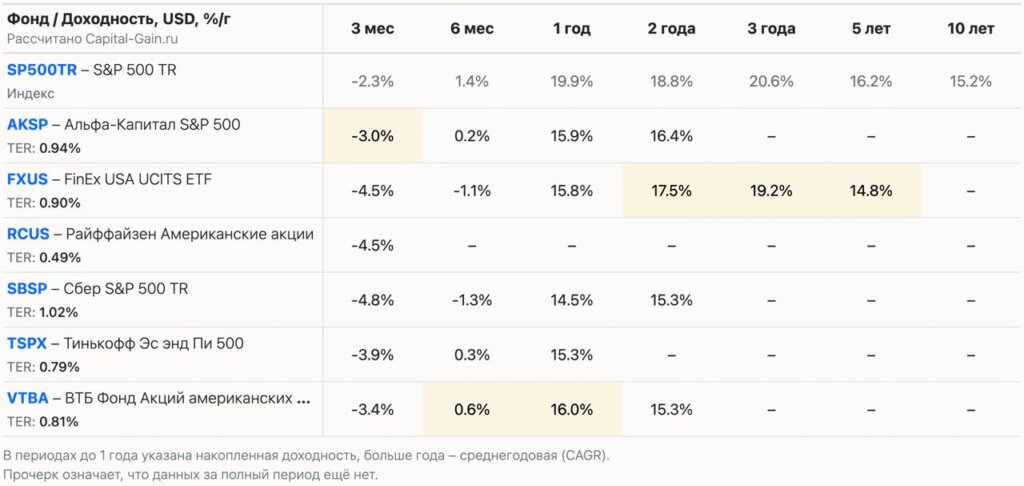 Фонд / Доходность, USD, %/г 3 мес 6 мес 1 год 2 года 3 года 5 лет 10 лет
Рассчитано Capital-Gain.ru
SP500TR – S&P 500 TR -2.3% 1.4% 19.9% 18.8% 20.6% 16.2% 15.2%
Индекс
AKSP – Альфа-Капитал S&P 500 -3.0% 0.2% 15.9% 16.4% – – –
TER: 0.94%
FXUS – FinEx USA UCITS ETF -4.5% -1.1% 15.8% 17.5% 19.2% 14.8% –
TER: 0.90%
RCUS – Райффайзен Американские акции -4.5% – – – – – –
TER: 0.49%
SBSP – Сбер S&P 500 TR -4.8% -1.3% 14.5% 15.3% – – –
TER: 1.02%
TSPX – Тинькофф Эс энд Пи 500 -3.9% 0.3% 15.3% – – – –
TER: 0.79%
VTBA – ВТБ Фонд Акций американских ... -3.4% 0.6% 16.0% 15.3% – – –
TER: 0.81%
В периодах до 1 года указана накопленная доходность, больше года – среднегодовая (CAGR).
Прочерк означает, что данных за полный период ещё нет.